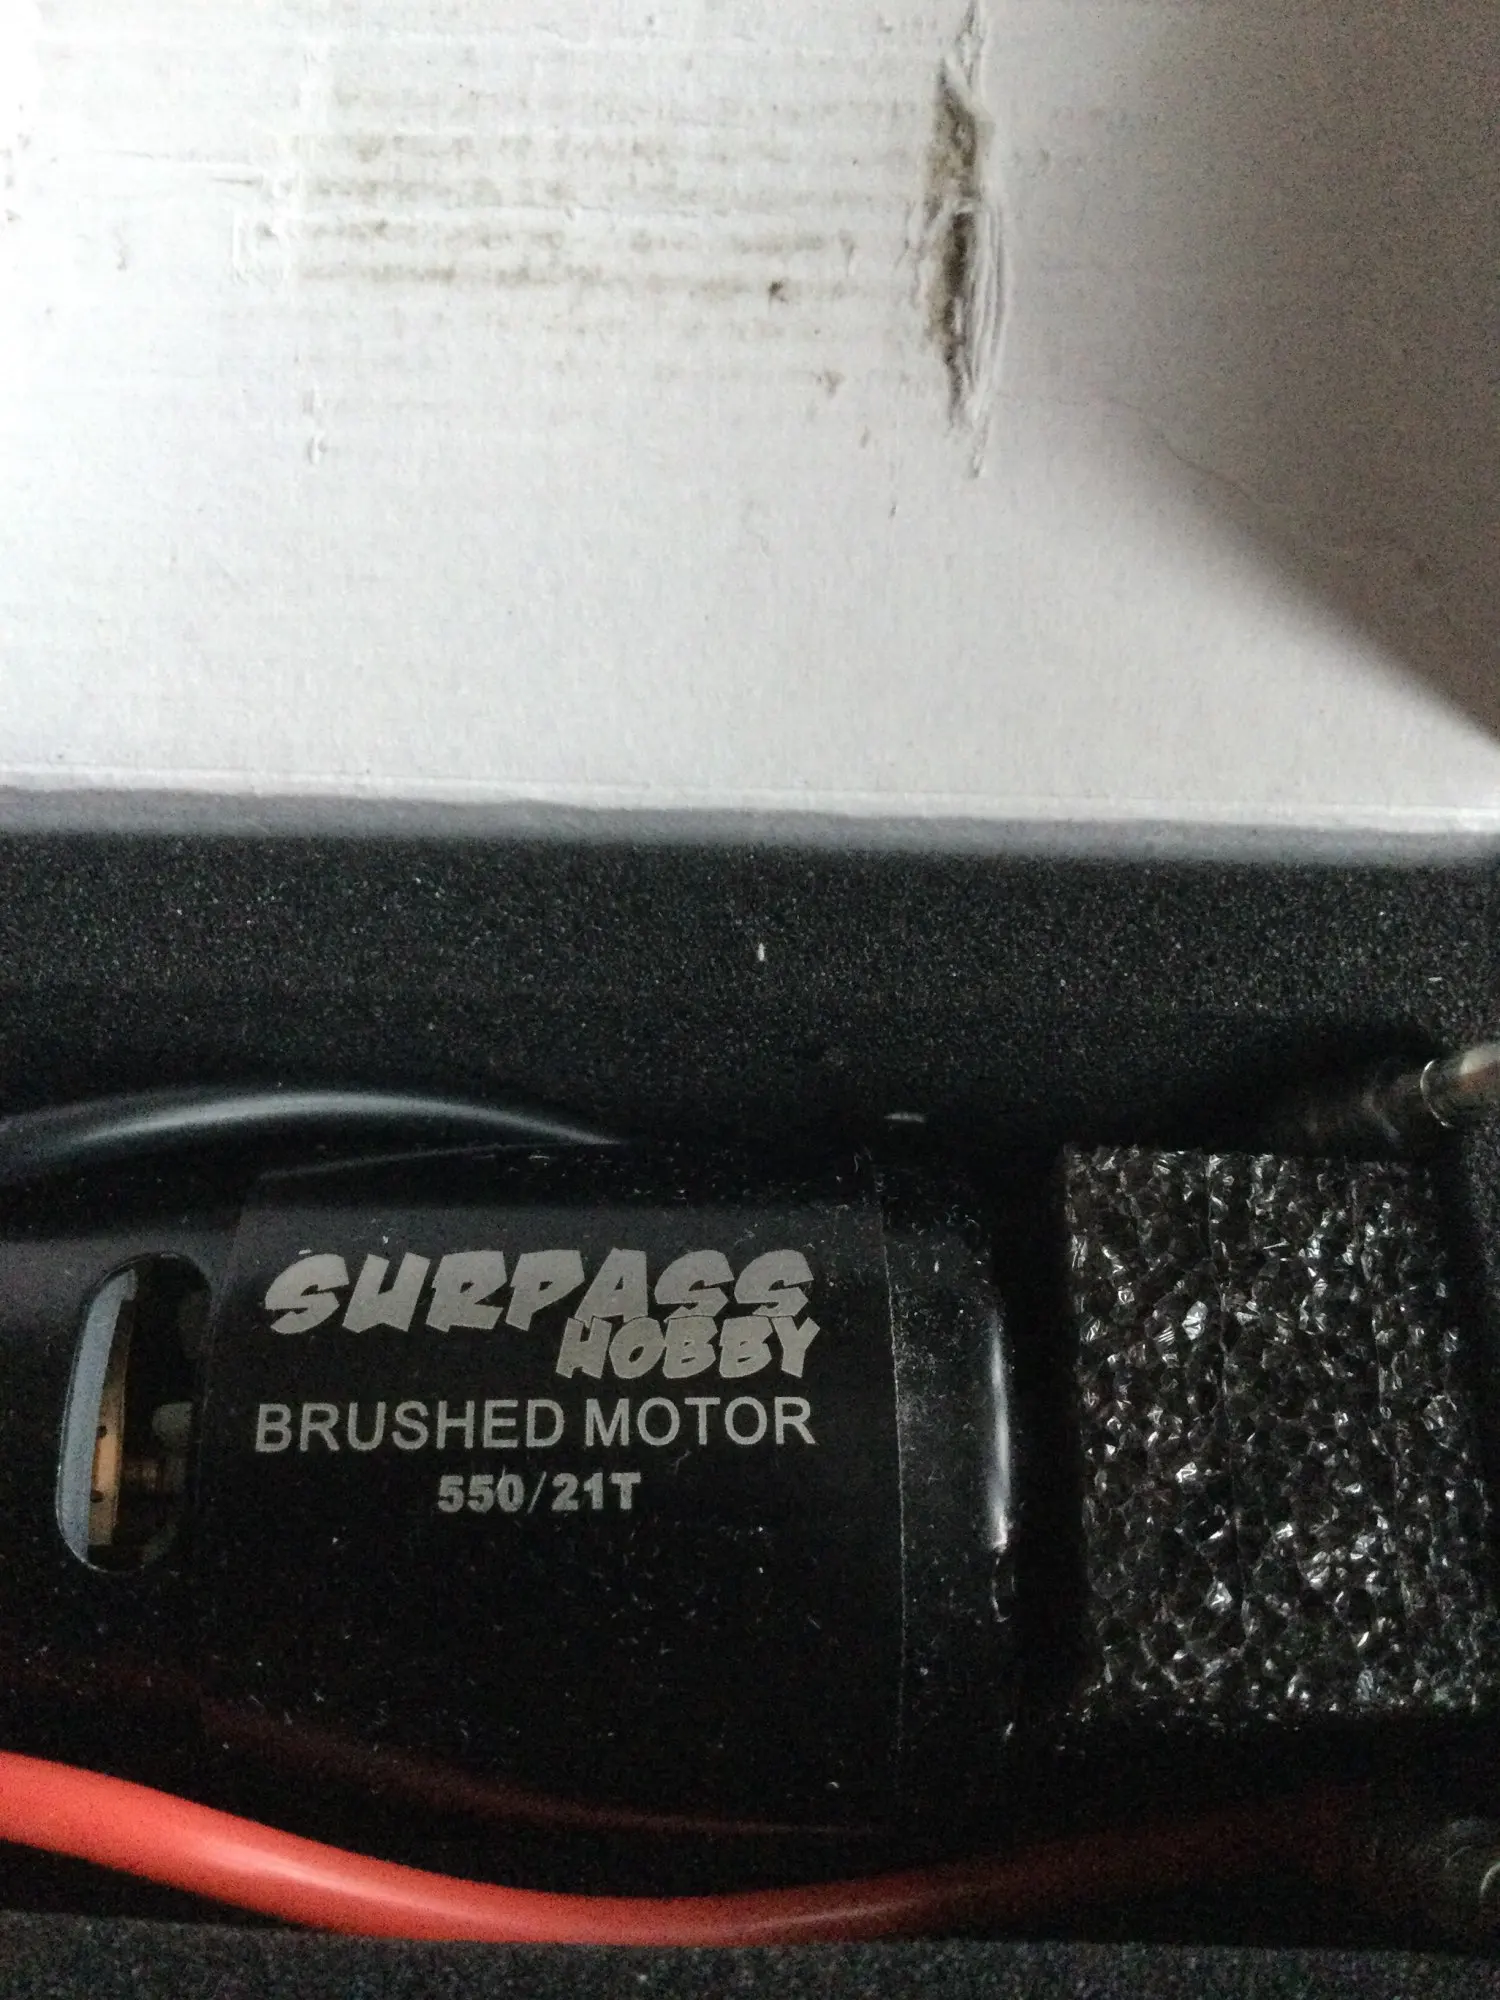 SURPASS
HOBBY
BRUSHED MOTOR
550/21T